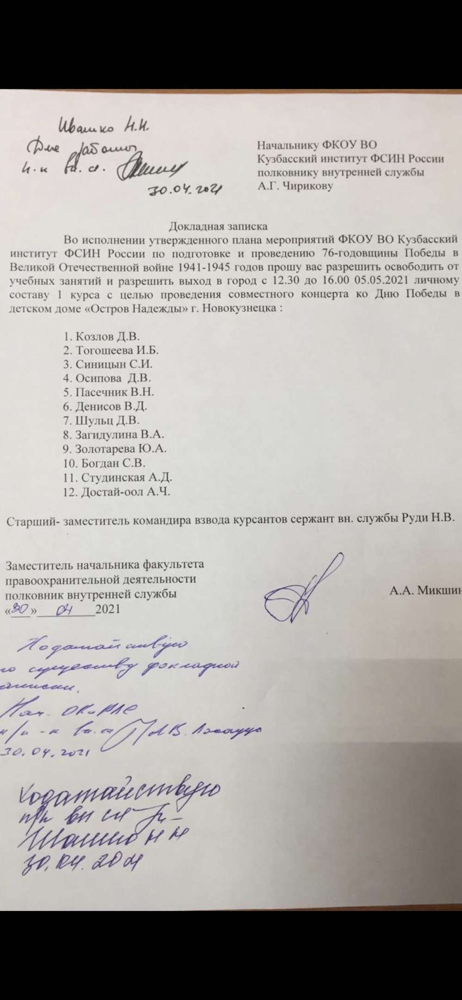 Ивашко Н.Н.
Для работы
п-к вн. сл.
30.04.2021
Начальнику ФКОУ ВО
Кузбасский институт ФСИН России
полковнику внутренней службы
А.Г. Чирикову
Докладная записка
Во исполнении утвержденного плана мероприятий ФКОУ ВО Кузбасский
институт ФСИН России по подготовке и проведению 76-годовщины Победы в
Великой Отечественной войне 1941-1945 годов прошу вас разрешить освободить от
учебных занятий и разрешить выход в город с 12.30 до 16.00 05.05.2021 личному
составу 1 курса с целью проведения совместного концерта ко Дню Победы в
детском доме «Остров Надежды» г. Новокузнецка :
1. Козлов Д.В.
2. Тогошеева И.Б.
3. Синицын С.И.
4. Осипова Д.В.
5. Пасечник В.Н.
6. Денисов В.Д.
7. Шульц Д.В.
8. Загидулина В.А.
9. Золотарева Ю.А.
10. Богдан С.В.
11. Студинская А.Д.
12. Достай-оол А.Ч.
Старший- заместитель командира взвода курсантов сержант вн. службы Руди Н.В.
Заместитель начальника факультета
правоохранительной деятельности
полковник внутренней службы
«30» 04 2021
А.А. Микшин
Ходатайствую
по существу докладной
записки.
Нач. ОК и РЛС
п/п-к вн. сл
30.04.2021
Ходатайствую
п/п-к вн сл
30.04.2021